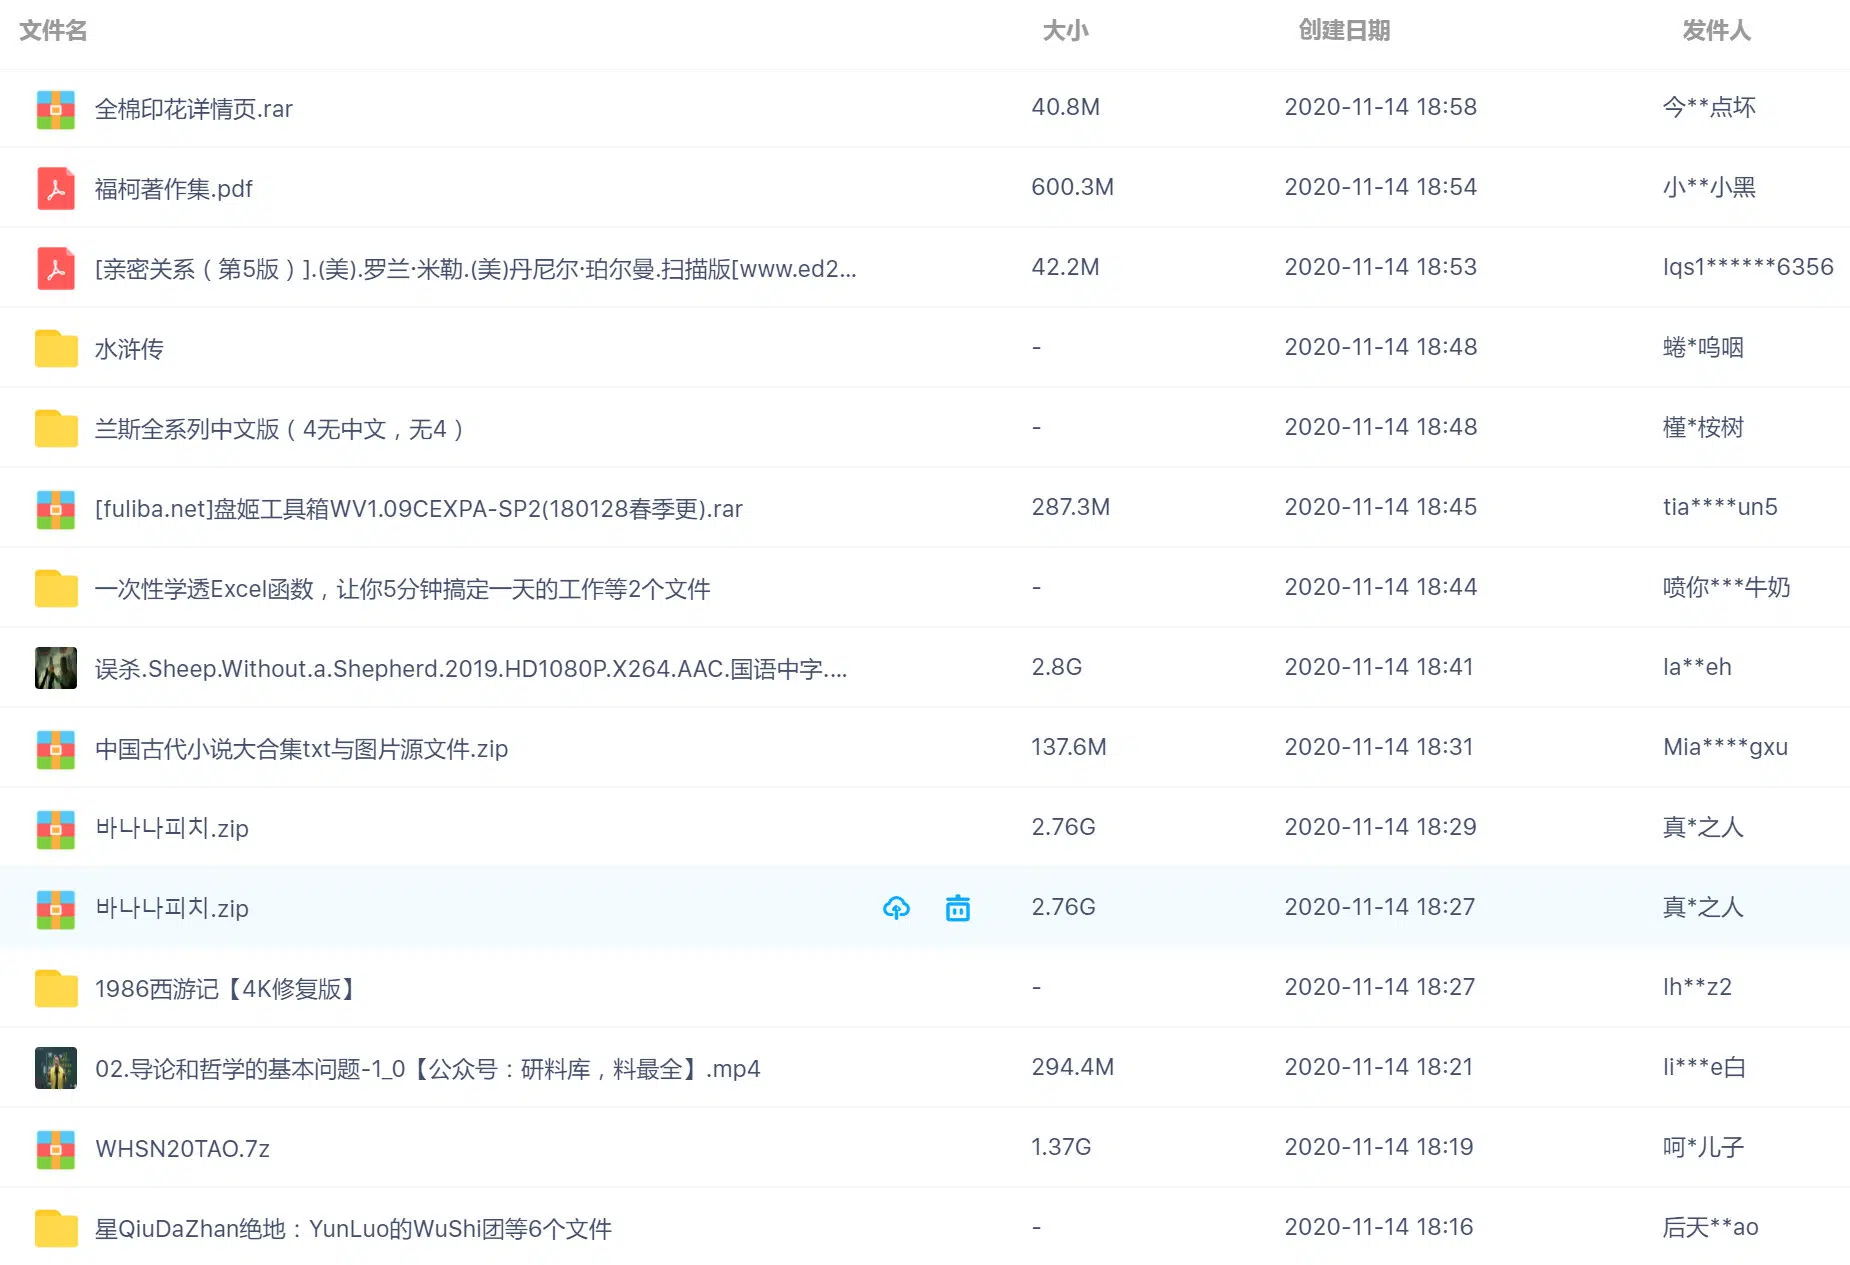 文件名 大小 创建日期 发件人
全棉印花详情页.rar 40.8M 2020-11-14 18:58 今**点坏
福柯著作集.pdf 600.3M 2020-11-14 18:54 小**小黑
[亲密关系（第5版）].(美).罗兰·米勒.(美)丹尼尔·珀尔曼.扫描版[www.ed2... 42.2M 2020-11-14 18:53 lqs1******6356
水浒传 - 2020-11-14 18:48 蜷*呜咽
兰斯全系列中文版（4无中文，无4） - 2020-11-14 18:48 槿*桉树
[fuliba.net]盘姬工具箱WV1.09CEXPA-SP2(180128春季更).rar 287.3M 2020-11-14 18:45 tia****un5
一次性学透Excel函数，让你5分钟搞定一天的工作等2个文件 - 2020-11-14 18:44 喷你***牛奶
误杀.Sheep.Without.a.Shepherd.2019.HD1080P.X264.AAC.国语中字.... 2.8G 2020-11-14 18:41 la**eh
中国古代小说大合集txt与图片源文件.zip 137.6M 2020-11-14 18:31 Mia****gxu
바나나피치.zip 2.76G 2020-11-14 18:29 真*之人
바나나피치.zip 2.76G 2020-11-14 18:27 真*之人
1986西游记【4K修复版】 - 2020-11-14 18:27 lh**z2
02.导论和哲学的基本问题-1_0【公众号：研料库，料最全】.mp4 294.4M 2020-11-14 18:21 li***e白
WHSN20TAO.7z 1.37G 2020-11-14 18:19 呵*儿子
星QiuDaZhan绝地：YunLuo的WuShi团等6个文件 - 2020-11-14 18:16 后天**ao